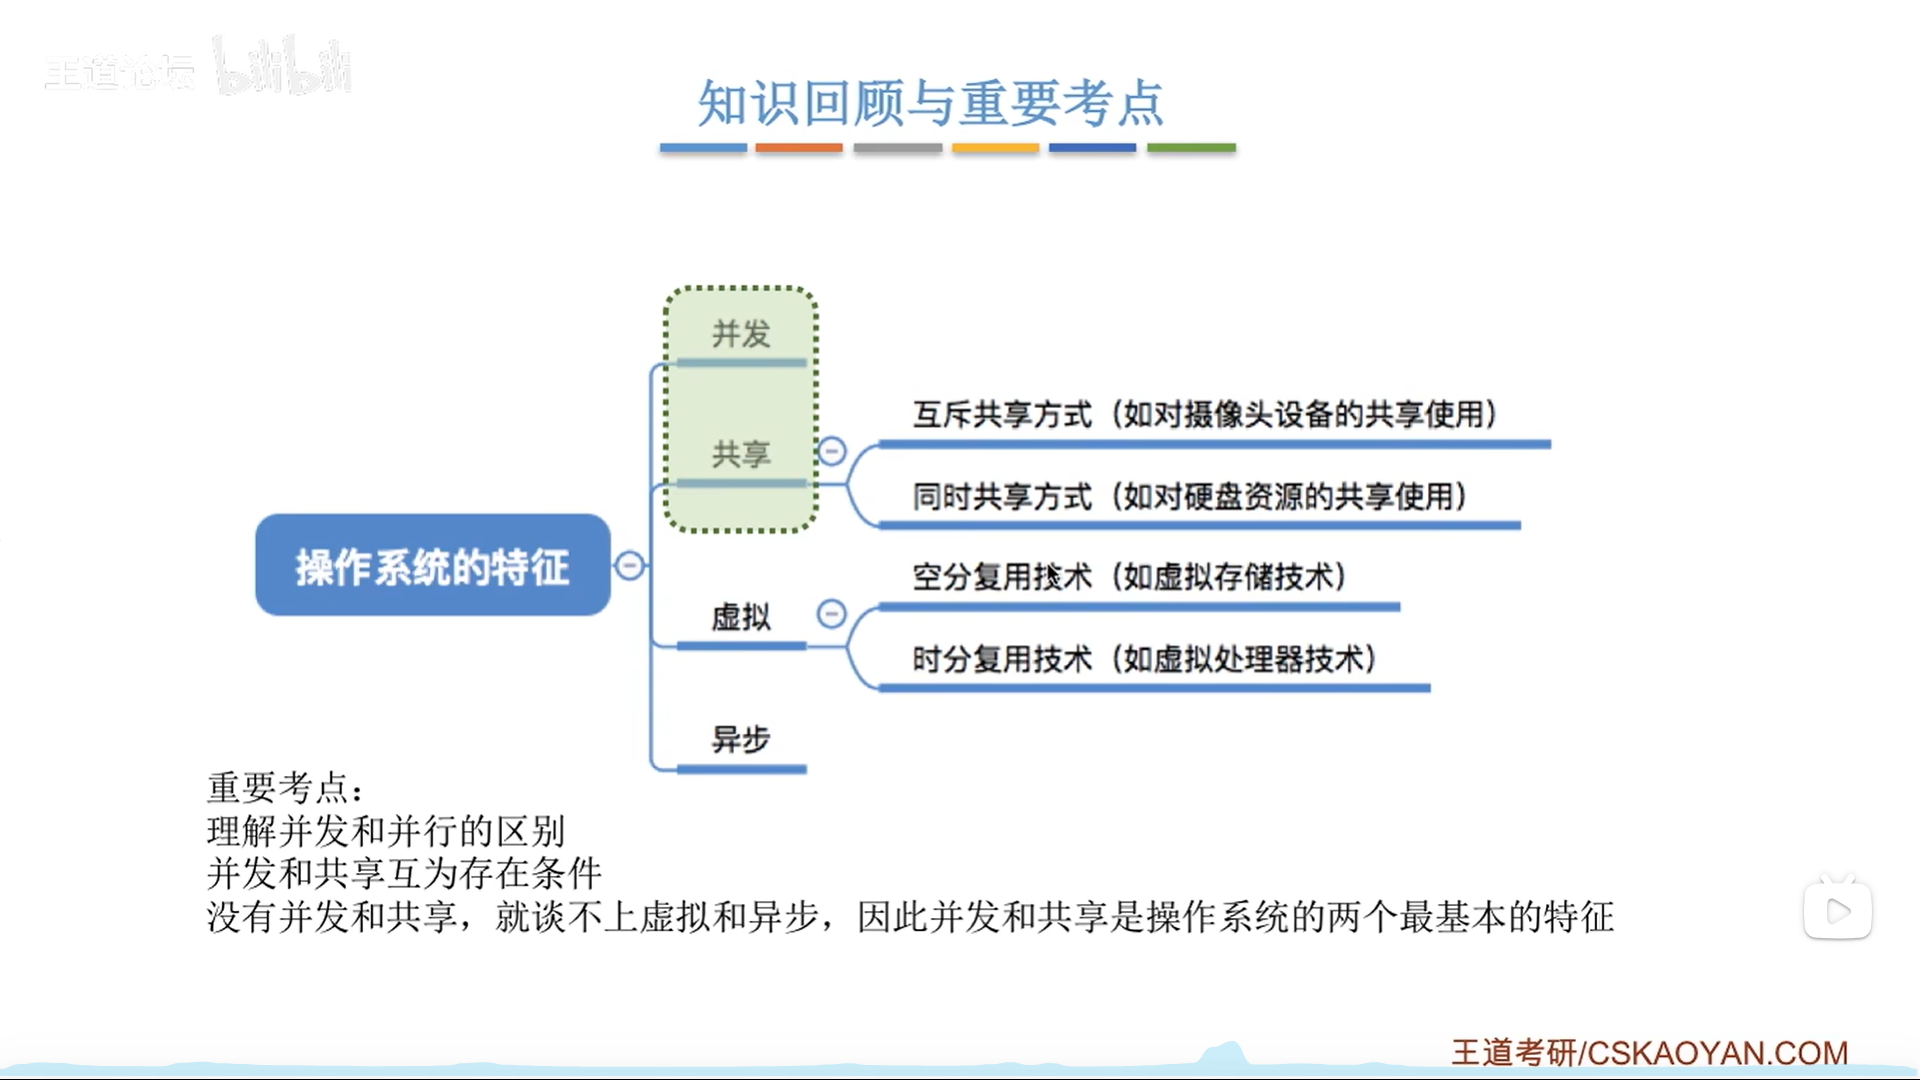 王道论坛 bilibili
知识回顾与重要考点
并发
共享
互斥共享方式（如对摄像头设备的共享使用）
同时共享方式（如对硬盘资源的共享使用）
操作系统的特征
虚拟
空分复用技术（如虚拟存储技术）
时分复用技术（如虚拟处理器技术）
异步
重要考点：
理解并发和并行的区别
并发和共享互为存在条件
没有并发和共享，就谈不上虚拟和异步，因此并发和共享是操作系统的两个最基本的特征
王道考研/CSKAOYAN.COM